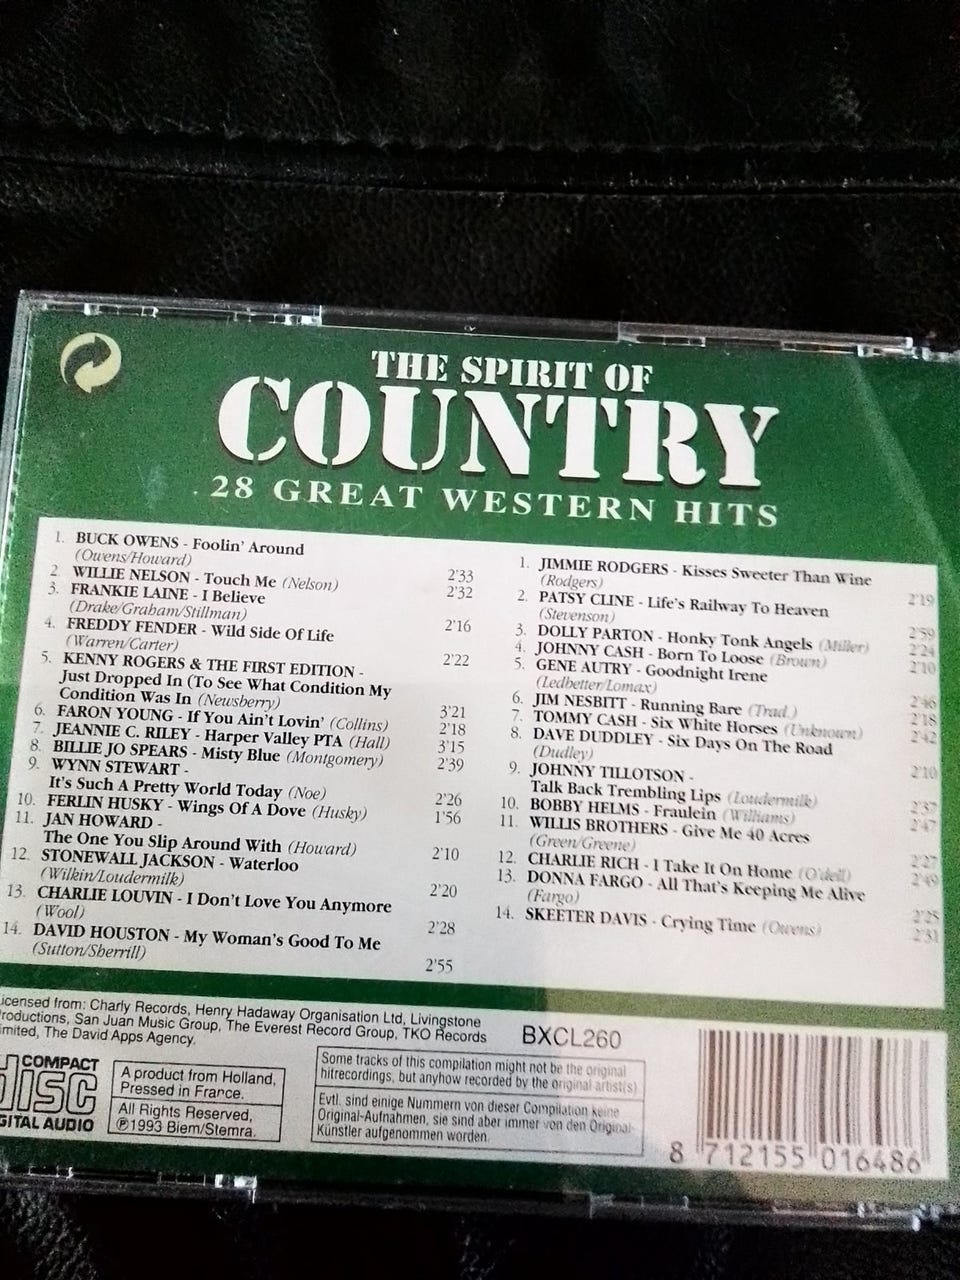 THE SPIRIT OF
COUNTRY
28 GREAT WESTERN HITS
1. BUCK OWENS - Foolin' Around
(Owens/Howard) 2'33
2. WILLIE NELSON - Touch Me (Nelson) 2'32
3. FRANKIE LAINE - I Believe
(Drake/Graham/Stillman) 2'16
4. FREDDY FENDER - Wild Side Of Life
(Warren/Carter) 2'22
5. KENNY ROGERS & THE FIRST EDITION -
Just Dropped In (To See What Condition My
Condition Was In (Newsberry) 3'21
6. FARON YOUNG - If You Ain't Lovin' (Collins) 2'18
7. JEANNIE C. RILEY - Harper Valley PTA (Hall) 3'15
8. BILLIE JO SPEARS - Misty Blue (Montgomery) 2'39
9. WYNN STEWART -
It's Such A Pretty World Today (Noe) 2'26
10. FERLIN HUSKY - Wings Of A Dove (Husky) 1'56
11. JAN HOWARD -
The One You Slip Around With (Howard) 2'10
12. STONEWALL JACKSON - Waterloo
(Wilkin/Loudermilk) 2'20
13. CHARLIE LOUVIN - I Don't Love You Anymore
(Wool) 2'28
14. DAVID HOUSTON - My Woman's Good To Me
(Sutton/Sherrill) 2'55
1. JIMMIE RODGERS - Kisses Sweeter Than Wine
(Rodgers) 2'19
2. PATSY CLINE - Life's Railway To Heaven
(Stevenson) 2'59
3. DOLLY PARTON - Honky Tonk Angels (Miller) 2'24
4. JOHNNY CASH - Born To Loose (Brown) 2'10
5. GENE AUTRY - Goodnight Irene
(Ledbetter/Lomax) 2'46
6. JIM NESBITT - Running Bare (Trad.) 2'18
7. TOMMY CASH - Six White Horses (Unknown) 2'42
8. DAVE DUDDLEY - Six Days On The Road
(Dudley) 2'10
9. JOHNNY TILLOTSON -
Talk Back Trembling Lips (Loudermilk) 2'37
10. BOBBY HELMS - Fraulein (Williams) 2'47
11. WILLIS BROTHERS - Give Me 40 Acres
(Green/Greene) 2'27
12. CHARLIE RICH - I Take It On Home (O'dell) 2'49
13. DONNA FARGO - All That's Keeping Me Alive
(Fargo) 2'25
14. SKEETER DAVIS - Crying Time (Owens) 2'31
icensed from: Charly Records, Henry Hadaway Organisation Ltd, Livingstone
roductions, San Juan Music Group, The Everest Record Group, TKO Records
imited, The David Apps Agency.
BXCL260
COMPACT
disc
GITAL AUDIO
A product from Holland,
Pressed in France.
All Rights Reserved,
℗1993 Biem/Stemra.
Some tracks of this compilation might not be the original
hitrecordings, but anyhow recorded by the original artist(s)
Evtl. sind einige Nummern von dieser Compilation keine
Original-Aufnahmen, sie sind aber immer von den Original-
Künstler aufgenommen worden.
8 712155 016486